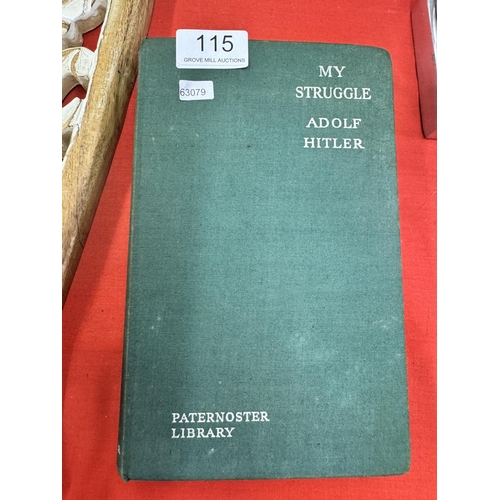 115
GROVE MILL AUCTIONS
63079
MY
STRUGGLE
ADOLF
HITLER
PATERNOSTER
LIBRARY